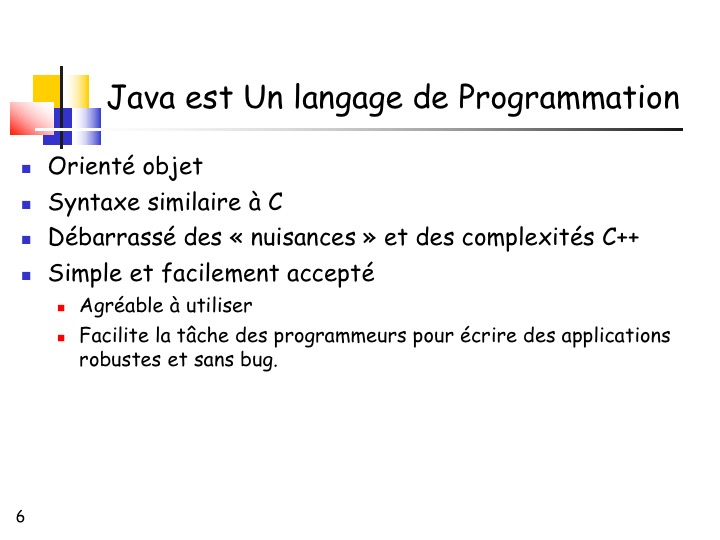 Java est Un langage de Programmation
Orienté objet
Syntaxe similaire à C
Débarrassé des « nuisances » et des complexités C++
Simple et facilement accepté
Agréable à utiliser
Facilite la tâche des programmeurs pour écrire des applications
robustes et sans bug.
6